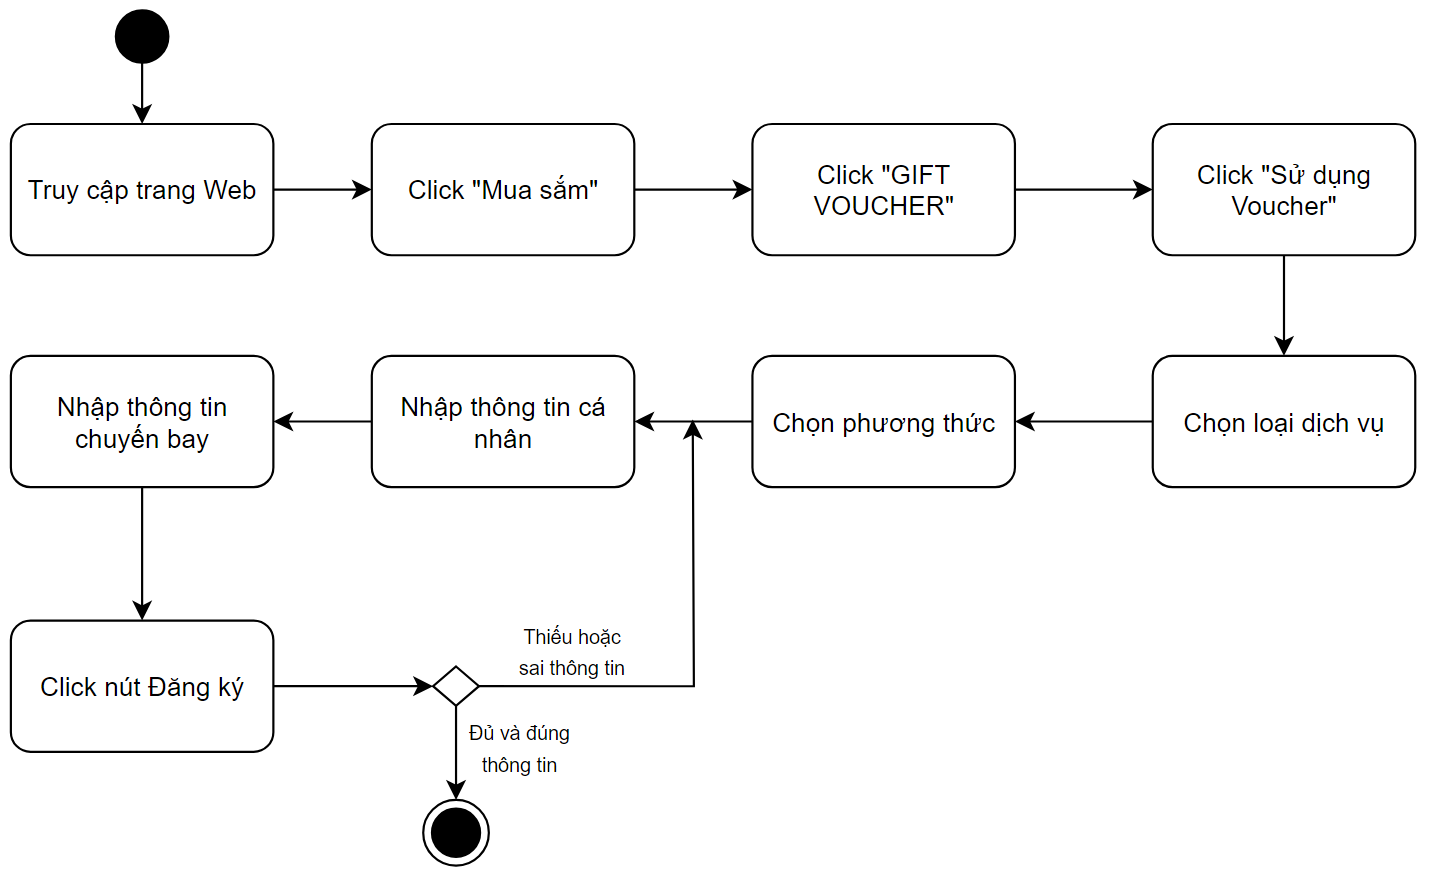 Truy cập trang Web
Click "Mua sắm"
Click "GIFT
VOUCHER"
Click "Sử dụng
Voucher"
Nhập thông tin
chuyến bay
Nhập thông tin cá
nhân
Chọn phương thức
Chọn loại dịch vụ
Click nút Đăng ký
Thiếu hoặc
sai thông tin
Đủ và đúng
thông tin